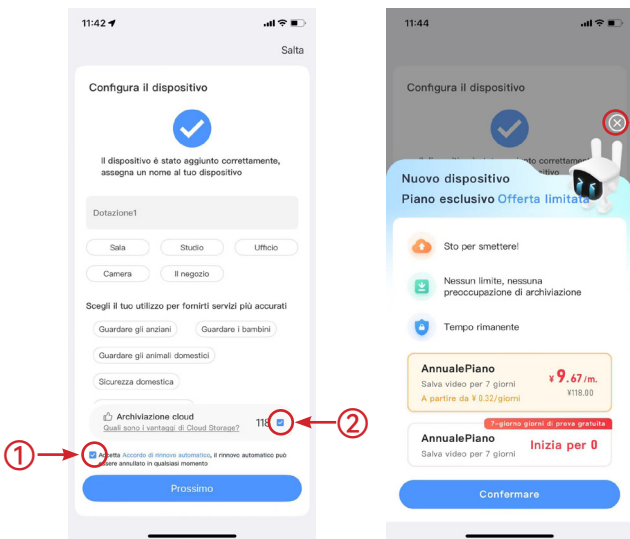 11:42
Salta
Configura il dispositivo
Il dispositivo è stato aggiunto correttamente,
assegna un nome al tuo dispositivo
Dotazione1
Sala
Studio
Ufficio
Camera
Il negozio
Scegli il tuo utilizzo per fornirti servizi più accurati
Guardare gli anziani
Guardare i bambini
Guardare gli animali domestici
Sicurezza domestica
Archiviazione cloud
Quali sono i vantaggi di Cloud Storage?
118
②
①
Accetta Accordo di rinnovo automatico, il rinnovo automatico può
essere annullato in qualsiasi momento
Prossimo
11:44
Configura il dispositivo
Nuovo dispositivo
Piano esclusivo Offerta limitata
Sto per smettere!
Nessun limite, nessuna
preoccupazione di archiviazione
Tempo rimanente
AnnualePiano
Salva video per 7 giorni
A partire da ¥ 0.32/giorni
¥ 9.67/m.
¥118.00
7-giorno giorni di prova gratuita
AnnualePiano
Salva video per 7 giorni
Inizia per 0
Confermare